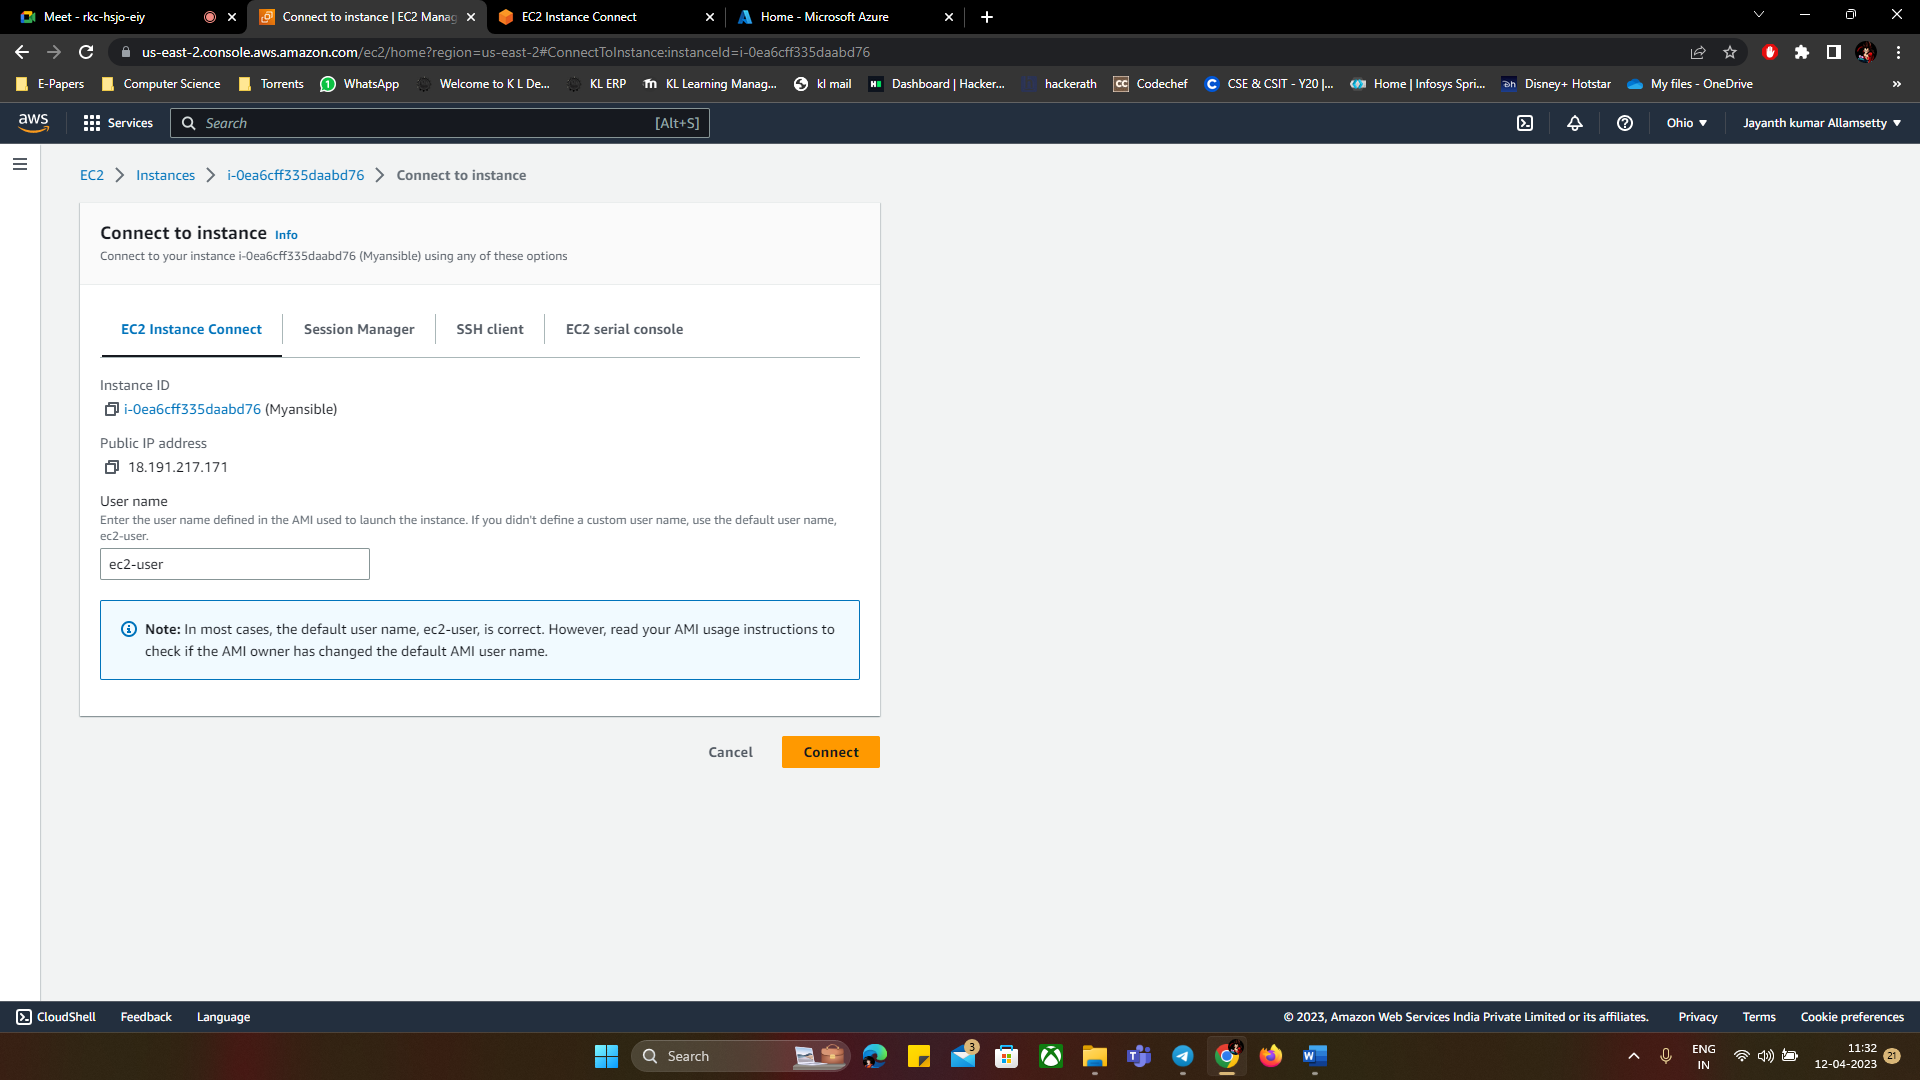 Meet - rkc-hsjo-eiy
Connect to instance | EC2 Manag
EC2 Instance Connect
Home - Microsoft Azure
us-east-2.console.aws.amazon.com/ec2/home?region=us-east-2#ConnectToInstance:instanceId=i-0ea6cff335daabd76
E-Papers
Computer Science
Torrents
WhatsApp
Welcome to K L De...
KL ERP
KL Learning Manag...
kl mail
Dashboard | Hacker...
hackerath
CC Codechef
CSE & CSIT - Y20 |...
Home | Infosys Spri...
Disney+ Hotstar
My files - OneDrive
»
aws
Services
Search
[Alt+S]
Ohio
Jayanth kumar Allamsetty
EC2
Instances
i-0ea6cff335daabd76
Connect to instance
Connect to instance Info
Connect to your instance i-0ea6cff335daabd76 (Myansible) using any of these options
EC2 Instance Connect
Session Manager
SSH client
EC2 serial console
Instance ID
i-0ea6cff335daabd76 (Myansible)
Public IP address
18.191.217.171
User name
Enter the user name defined in the AMI used to launch the instance. If you didn't define a custom user name, use the default user name,
ec2-user.
ec2-user
Note: In most cases, the default user name, ec2-user, is correct. However, read your AMI usage instructions to
check if the AMI owner has changed the default AMI user name.
Cancel
Connect
CloudShell
Feedback
Language
© 2023, Amazon Web Services India Private Limited or its affiliates.
Privacy
Terms
Cookie preferences
Search
3
ENG
IN
11:32
12-04-2023
21